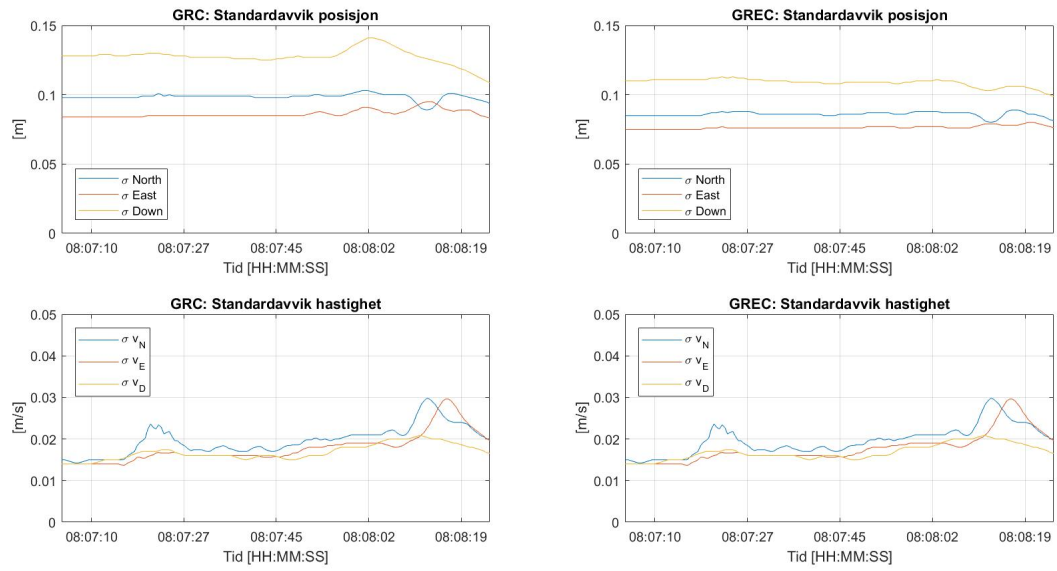 GRC: Standardavvik posisjon
0.15
0.1
0.05
0
[m]
σ North
σ East
σ Down
08:07:10 08:07:27 08:07:45 08:08:02 08:08:19
Tid [HH:MM:SS]
GREC: Standardavvik posisjon
0.15
0.1
0.05
0
[m]
σ North
σ East
σ Down
08:07:10 08:07:27 08:07:45 08:08:02 08:08:19
Tid [HH:MM:SS]
GRC: Standardavvik hastighet
0.05
0.04
0.03
0.02
0.01
0
[m/s]
σ v_N
σ v_E
σ v_D
08:07:10 08:07:27 08:07:45 08:08:02 08:08:19
Tid [HH:MM:SS]
GREC: Standardavvik hastighet
0.05
0.04
0.03
0.02
0.01
0
[m/s]
σ v_N
σ v_E
σ v_D
08:07:10 08:07:27 08:07:45 08:08:02 08:08:19
Tid [HH:MM:SS]